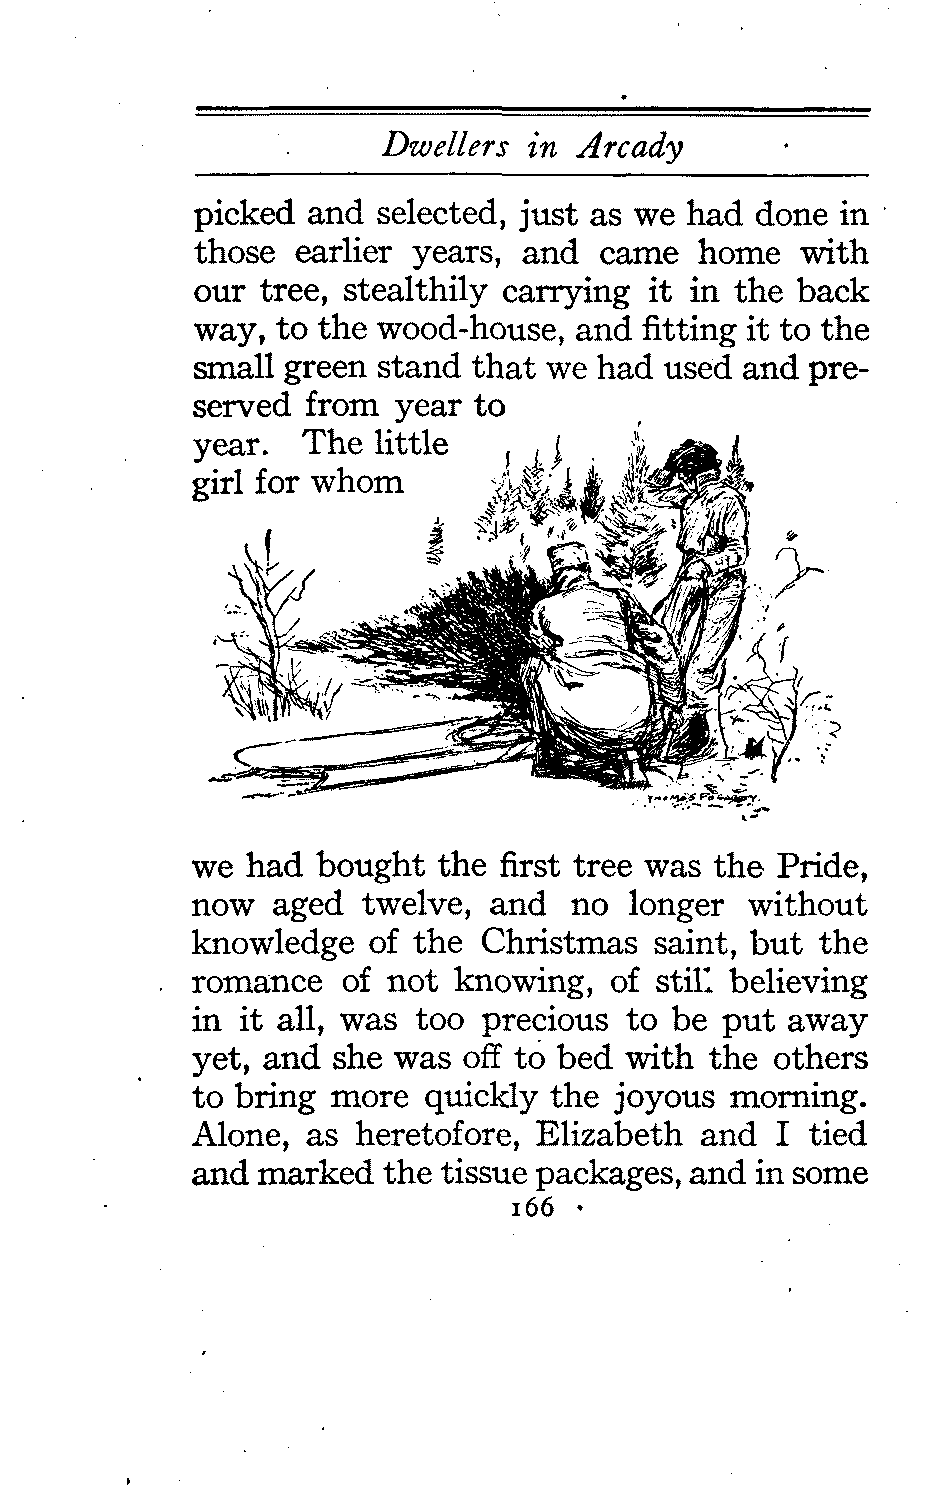 Dwellers in Arcady
picked and selected, just as we had done in
those earlier years, and came home with
our tree, stealthily carrying it in the back
way, to the wood-house, and fitting it to the
small green stand that we had used and pre-
served from year to
year. The little
girl for whom
THOMAS FOGARTY
we had bought the first tree was the Pride,
now aged twelve, and no longer without
knowledge of the Christmas saint, but the
romance of not knowing, of still believing
in it all, was too precious to be put away
yet, and she was off to bed with the others
to bring more quickly the joyous morning.
Alone, as heretofore, Elizabeth and I tied
and marked the tissue packages, and in some
166